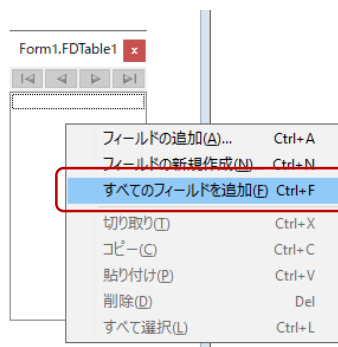 Form1.FDTable1
フィールドの追加(A)... Ctrl+A
フィールドの新規作成(N)... Ctrl+N
すべてのフィールドを追加(F) Ctrl+F
切り取り(T) Ctrl+X
コピー(C) Ctrl+C
貼り付け(P) Ctrl+V
削除(D) Del
すべて選択(L) Ctrl+L